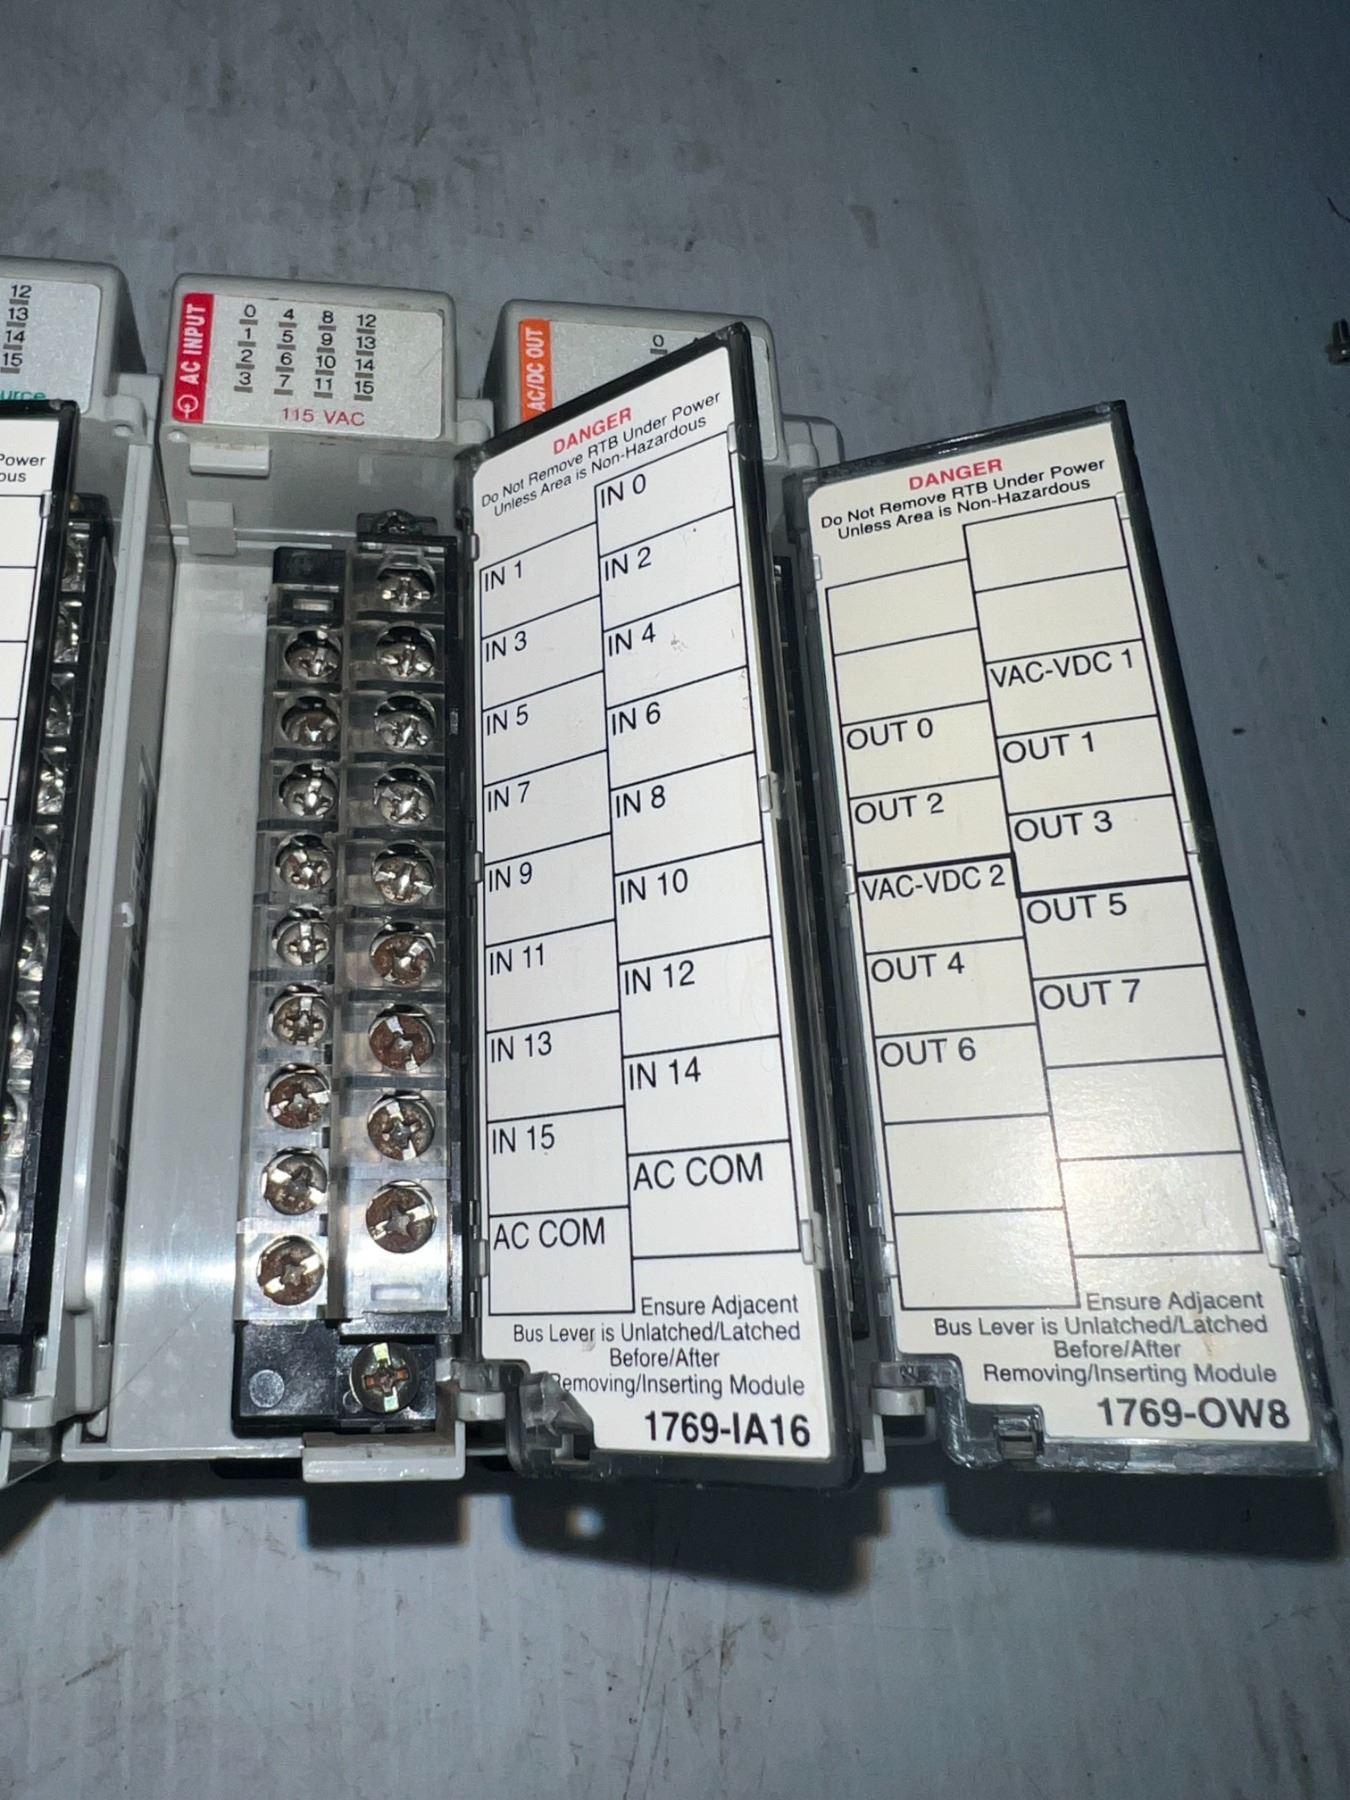 12
13
14
15
urce
Power
ous
AC INPUT
0 4 8 12
1 5 9 13
2 6 10 14
3 7 11 15
115 VAC
AC/DC OUT
0
DANGER
Do Not Remove RTB Under Power
Unless Area is Non-Hazardous
IN 0
IN 1
IN 2
IN 3
IN 4
IN 5
IN 6
IN 7
IN 8
IN 9
IN 10
IN 11
IN 12
IN 13
IN 14
IN 15
AC COM
AC COM
Ensure Adjacent
Bus Lever is Unlatched/Latched
Before/After
Removing/Inserting Module
1769-IA16
DANGER
Do Not Remove RTB Under Power
Unless Area is Non-Hazardous
VAC-VDC 1
OUT 0
OUT 1
OUT 2
OUT 3
VAC-VDC 2
OUT 5
OUT 4
OUT 7
OUT 6
Ensure Adjacent
Bus Lever is Unlatched/Latched
Before/After
Removing/Inserting Module
1769-OW8